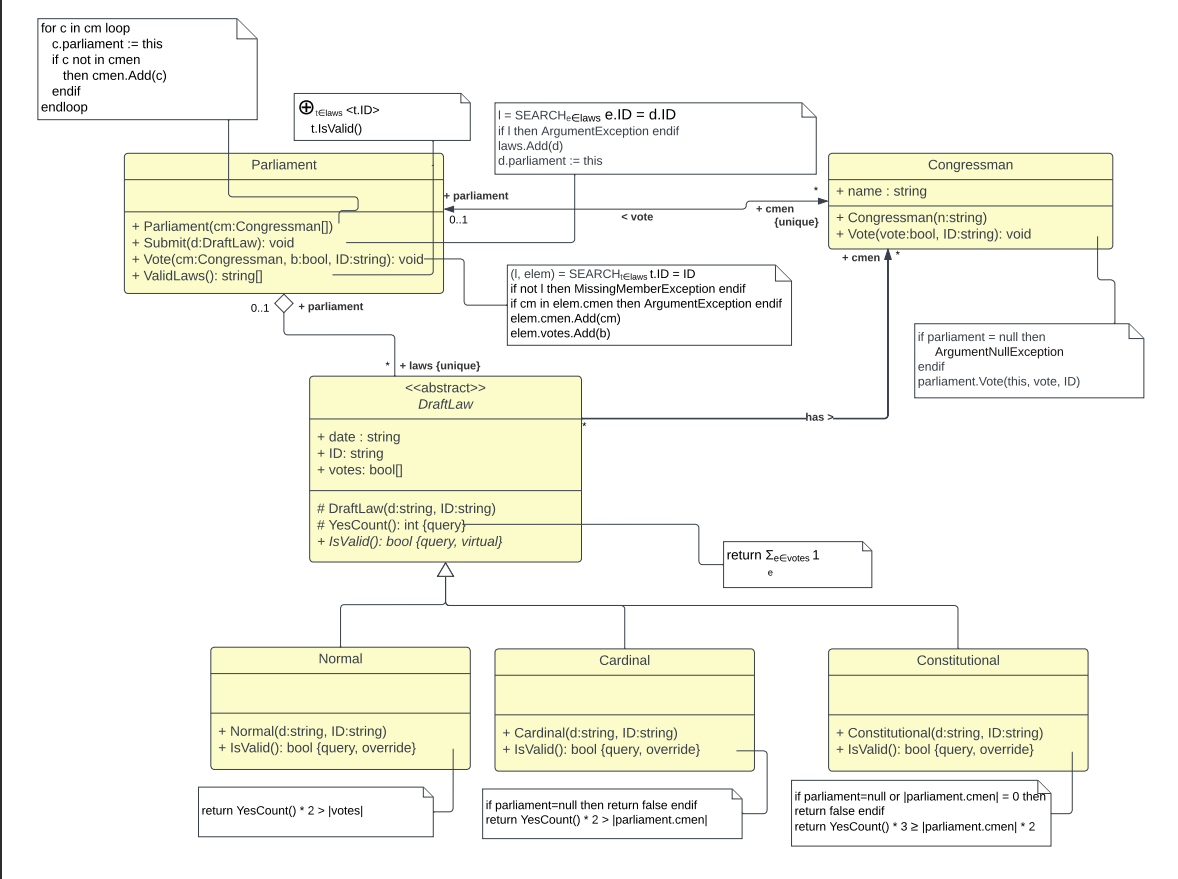 for c in cm loop
c.parliament := this
if c not in cmen
then cmen.Add(c)
endif
endloop
⊕ t∈laws <t.ID>
t.IsValid()
l = SEARCHe∈laws e.ID = d.ID
if l then ArgumentException endif
laws.Add(d)
d.parliament := this
Parliament
+ Parliament(cm:Congressman[])
+ Submit(d:DraftLaw): void
+ Vote(cm:Congressman, b:bool, ID:string): void
+ ValidLaws(): string[]
+ parliament
0..1
< vote
*
+ cmen
{unique}
Congressman
+ name : string
+ Congressman(n:string)
+ Vote(vote:bool, ID:string): void
+ cmen
*
(l, elem) = SEARCHt∈laws t.ID = ID
if not l then MissingMemberException endif
if cm in elem.cmen then ArgumentException endif
elem.cmen.Add(cm)
elem.votes.Add(b)
if parliament = null then
ArgumentNullException
endif
parliament.Vote(this, vote, ID)
0..1
+ parliament
* + laws {unique}
<<abstract>>
DraftLaw
+ date : string
+ ID: string
+ votes: bool[]
# DraftLaw(d:string, ID:string)
# YesCount(): int {query}
+ IsValid(): bool {query, virtual}
*
has >
return Σe∈votes 1
e
Normal
+ Normal(d:string, ID:string)
+ IsValid(): bool {query, override}
Cardinal
+ Cardinal(d:string, ID:string)
+ IsValid(): bool {query, override}
Constitutional
+ Constitutional(d:string, ID:string)
+ IsValid(): bool {query, override}
return YesCount() * 2 > |votes|
if parliament=null then return false endif
return YesCount() * 2 > |parliament.cmen|
if parliament=null or |parliament.cmen| = 0 then
return false endif
return YesCount() * 3 ≥ |parliament.cmen| * 2